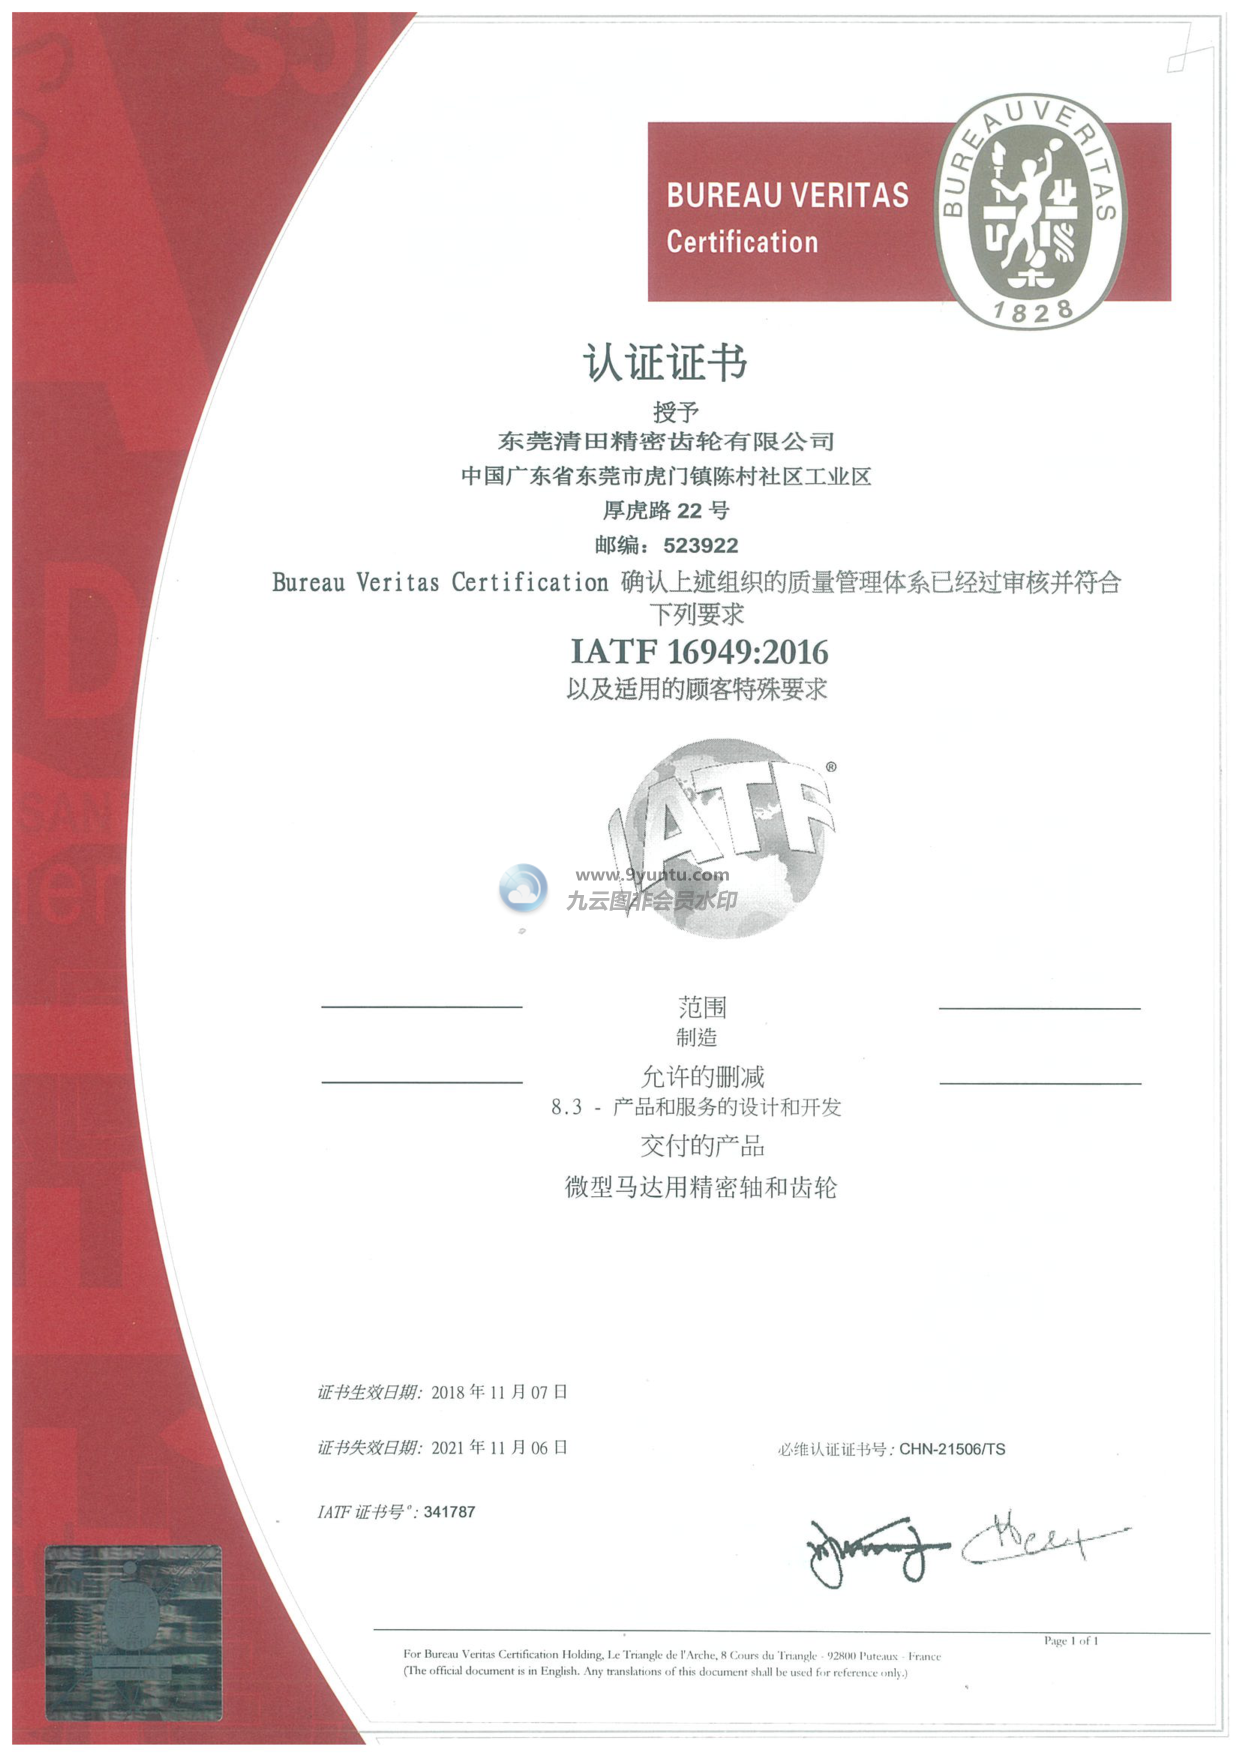 BUREAU VERITAS
Certification
BUREAU VERITAS
1828
认证证书
授予
东莞清田精密齿轮有限公司
中国广东省东莞市虎门镇陈村社区工业区
厚虎路 22 号
邮编：523922
Bureau Veritas Certification 确认上述组织的质量管理体系已经过审核并符合
下列要求
IATF 16949:2016
以及适用的顾客特殊要求
IATF®
www.9yuntu.com
九云图非会员水印
范围
制造
允许的删减
8.3 - 产品和服务的设计和开发
交付的产品
微型马达用精密轴和齿轮
证书生效日期: 2018 年 11 月 07 日
证书失效日期: 2021 年 11 月 06 日
必维认证证书号: CHN-21506/TS
IATF 证书号°: 341787
Page 1 of 1
For Bureau Veritas Certification Holding, Le Triangle de l'Arche, 8 Cours du Triangle - 92800 Puteaux - France
(The official document is in English. Any translations of this document shall be used for reference only.)